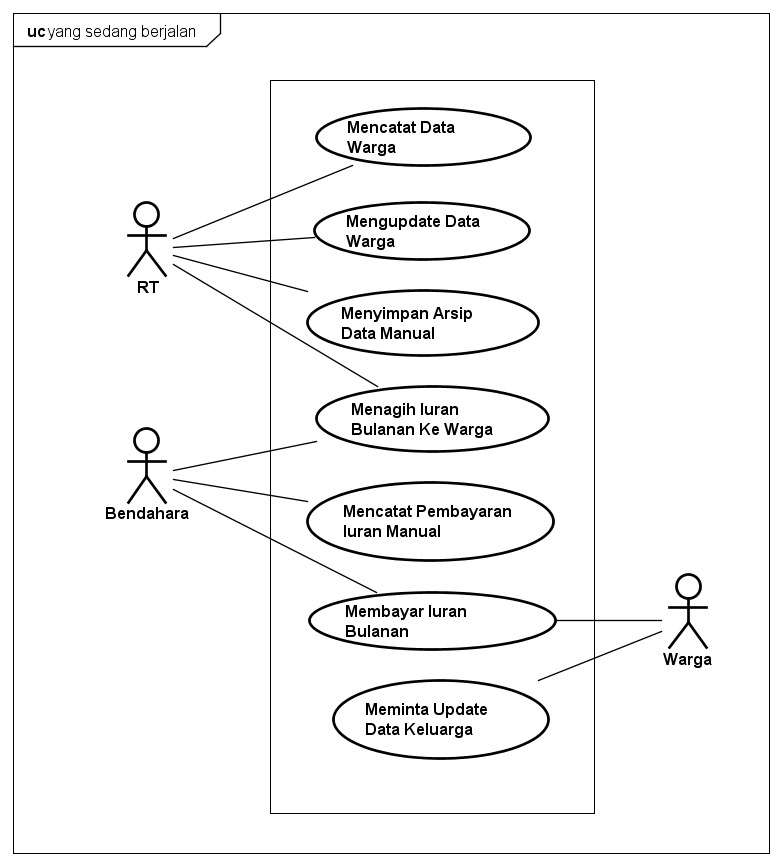 uc yang sedang berjalan
Mencatat Data
Warga
Mengupdate Data
Warga
RT
Menyimpan Arsip
Data Manual
Menagih Iuran
Bulanan Ke Warga
Bendahara
Mencatat Pembayaran
Iuran Manual
Membayar Iuran
Bulanan
Warga
Meminta Update
Data Keluarga